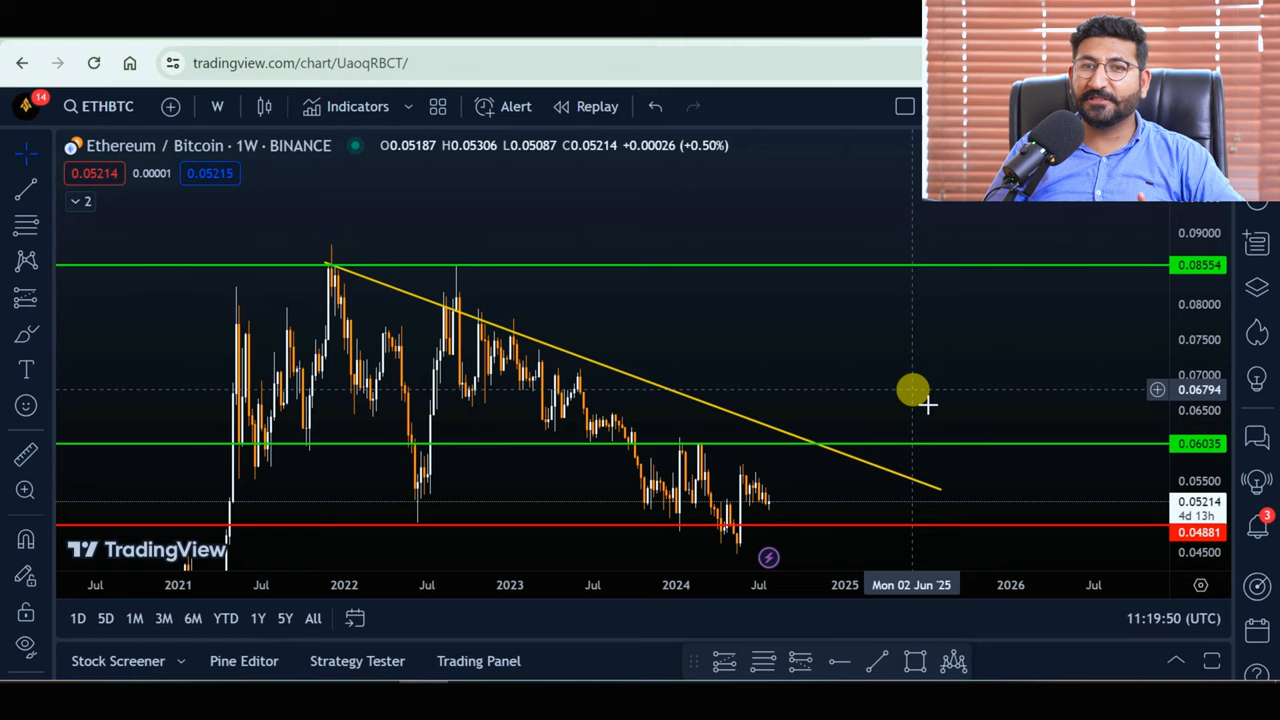 tradingview.com/chart/UaoqRBCT/
14
ETHBTC
W
Indicators
Alert
Replay
Ethereum / Bitcoin · 1W · BINANCE
O0.05187 H0.05306 L0.05087 C0.05214 +0.00026 (+0.50%)
0.05214
0.00001
0.05215
2
0.09000
0.08554
0.08000
0.07500
0.07000
0.06794
0.06500
0.06035
0.05500
0.05214
4d 13h
0.04881
0.04500
3
TradingView
Jul
2021
Jul
2022
Jul
2023
Jul
2024
Jul
2025
Mon 02 Jun '25
2026
Jul
1D
5D
1M
3M
6M
YTD
1Y
5Y
All
11:19:50 (UTC)
Stock Screener
Pine Editor
Strategy Tester
Trading Panel